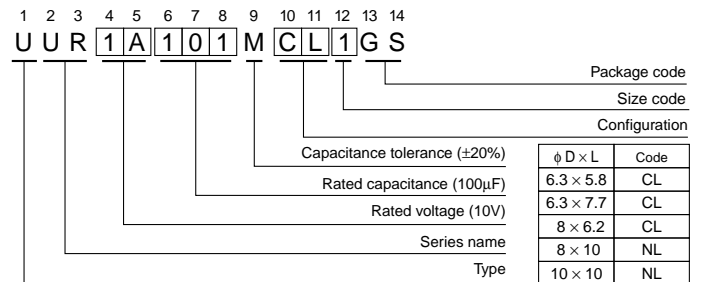 1 2 3 4 5 6 7 8 9 10 11 12 13 14
U U R 1 A 1 0 1 M C L 1 G S
Package code
Size code
Configuration
Capacitance tolerance (±20%)
Rated capacitance (100µF)
Rated voltage (10V)
Series name
Type
ϕ D × L Code
6.3 × 5.8 CL
6.3 × 7.7 CL
8 × 6.2 CL
8 × 10 NL
10 × 10 NL